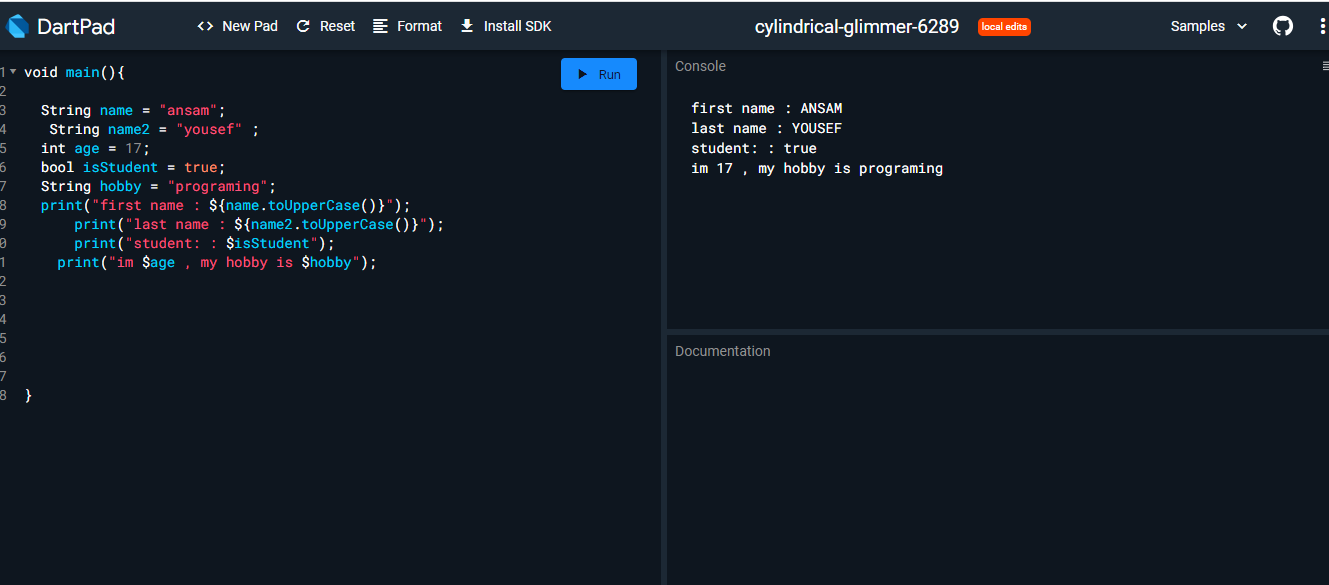 DartPad
New Pad
Reset
Format
Install SDK
cylindrical-glimmer-6289
local edits
Samples
1 void main(){
2
3 String name = "ansam";
4 String name2 = "yousef" ;
5 int age = 17;
6 bool isStudent = true;
7 String hobby = "programing";
8 print("first name : ${name.toUpperCase()}");
9 print("last name : ${name2.toUpperCase()}");
0 print("student: : $isStudent");
1 print("im $age , my hobby is $hobby");
2
3
4
5
6
7
8 }
Run
Console
first name : ANSAM
last name : YOUSEF
student: : true
im 17 , my hobby is programing
Documentation